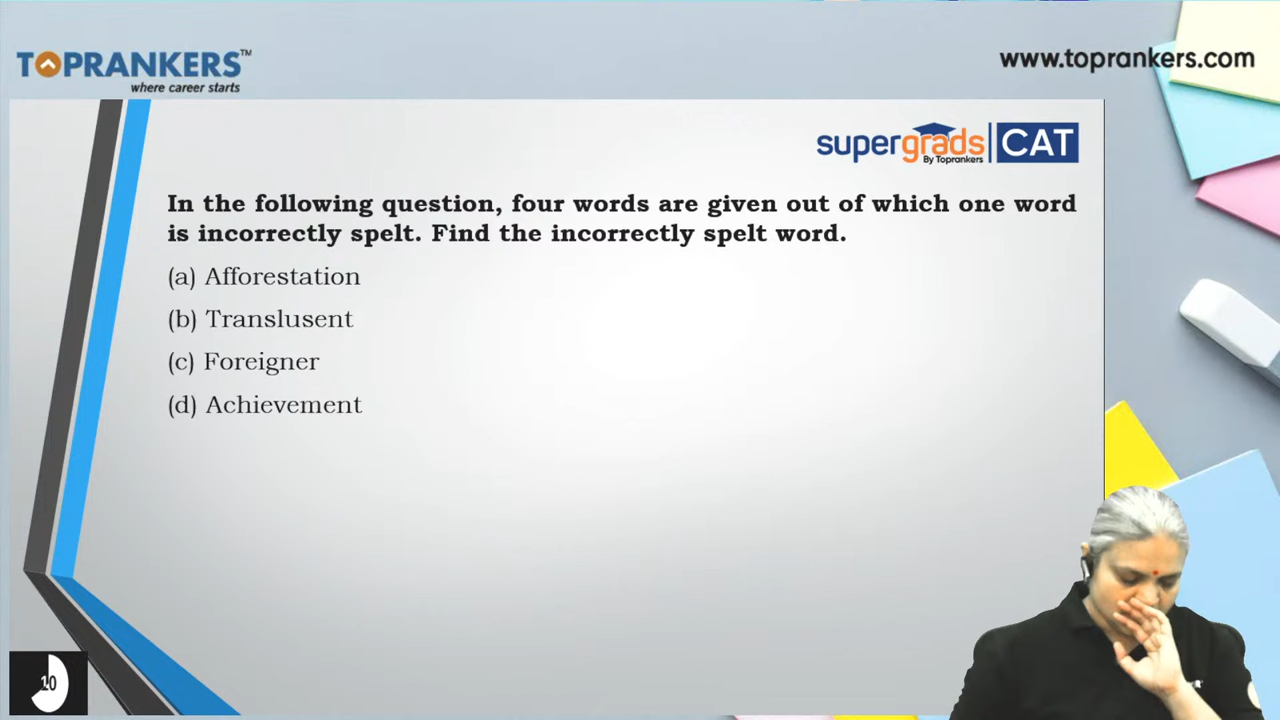 TOPRANKERS™
where career starts
www.toprankers.com
supergrads CAT
By Toprankers
In the following question, four words are given out of which one word
is incorrectly spelt. Find the incorrectly spelt word.
(a) Afforestation
(b) Translusent
(c) Foreigner
(d) Achievement
10